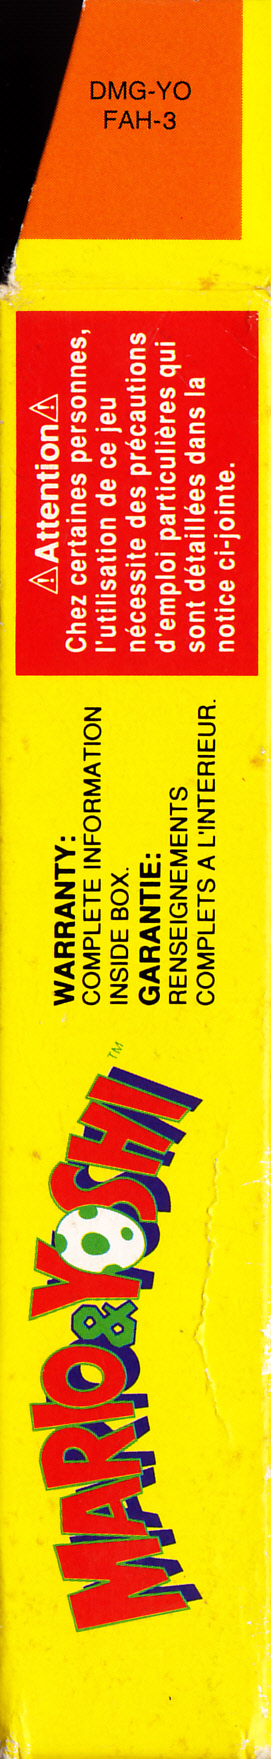 DMG-YO
FAH-3
⚠Attention⚠
Chez certaines personnes,
l'utilisation de ce jeu
nécessite des précautions
d'emploi particulières qui
sont détaillées dans la
notice ci-jointe.
WARRANTY:
COMPLETE INFORMATION
INSIDE BOX.
GARANTIE:
RENSEIGNEMENTS
COMPLETS A L'INTERIEUR.
MARIO & YOSHI™